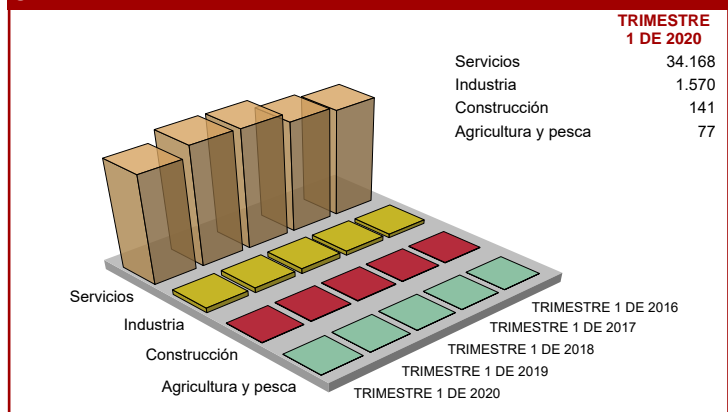 TRIMESTRE
1 DE 2020
Servicios 34.168
Industria 1.570
Construcción 141
Agricultura y pesca 77
Servicios
Industria
Construcción
Agricultura y pesca
TRIMESTRE 1 DE 2016
TRIMESTRE 1 DE 2017
TRIMESTRE 1 DE 2018
TRIMESTRE 1 DE 2019
TRIMESTRE 1 DE 2020